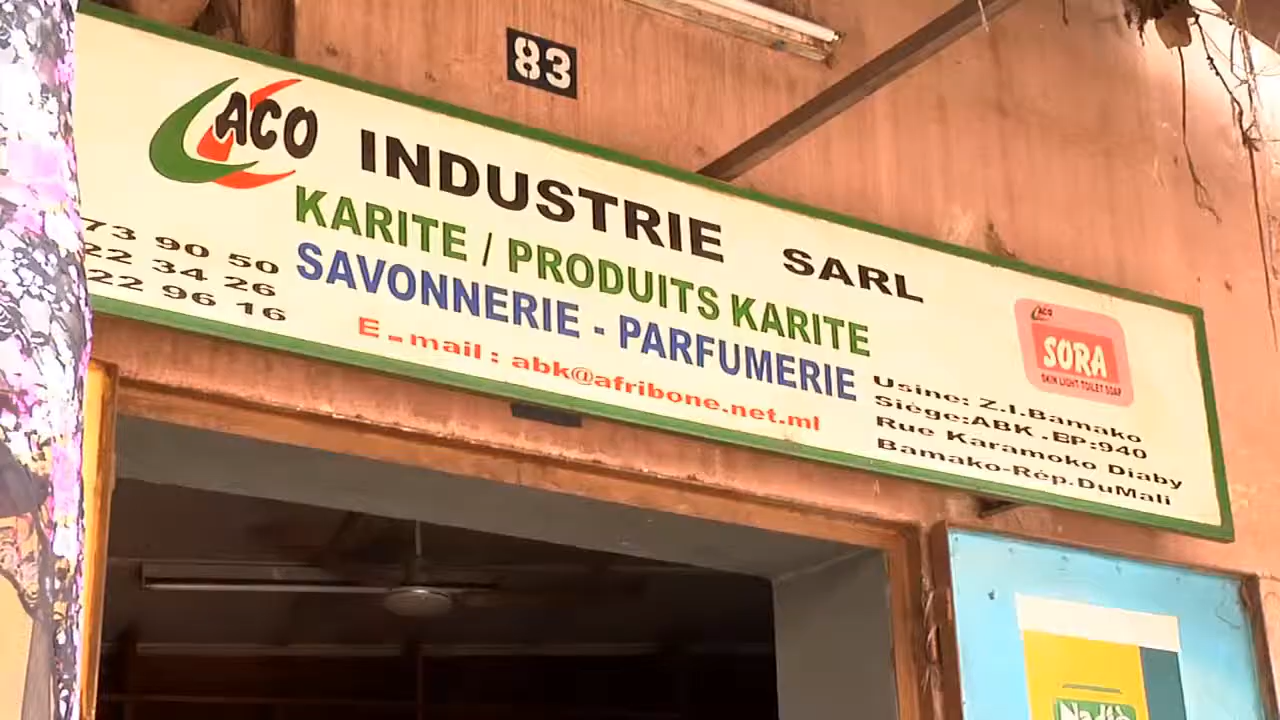 83
ACO INDUSTRIE SARL
KARITE / PRODUITS KARITE
SAVONNERIE - PARFUMERIE
E-mail : abk@afribone.net.ml
73 90 50
22 34 26
22 96 16
ACO
SORA
SKIN LIGHT TOILET SOAP
Usine: Z.I.Bamako
Siége:ABK .BP:940
Rue Karamoko Diaby
Bamako-Rép.DuMali